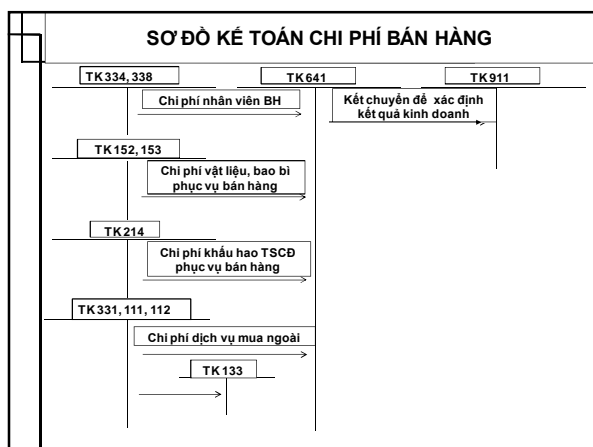 SƠ ĐỒ KẾ TOÁN CHI PHÍ BÁN HÀNG
TK334, 338
TK641
TK911
Chi phí nhân viên BH
Kết chuyển để xác định
kết quả kinh doanh
TK152, 153
Chi phí vật liệu, bao bì
phục vụ bán hàng
TK214
Chi phí khấu hao TSCĐ
phục vụ bán hàng
TK331, 111, 112
Chi phí dịch vụ mua ngoài
TK133